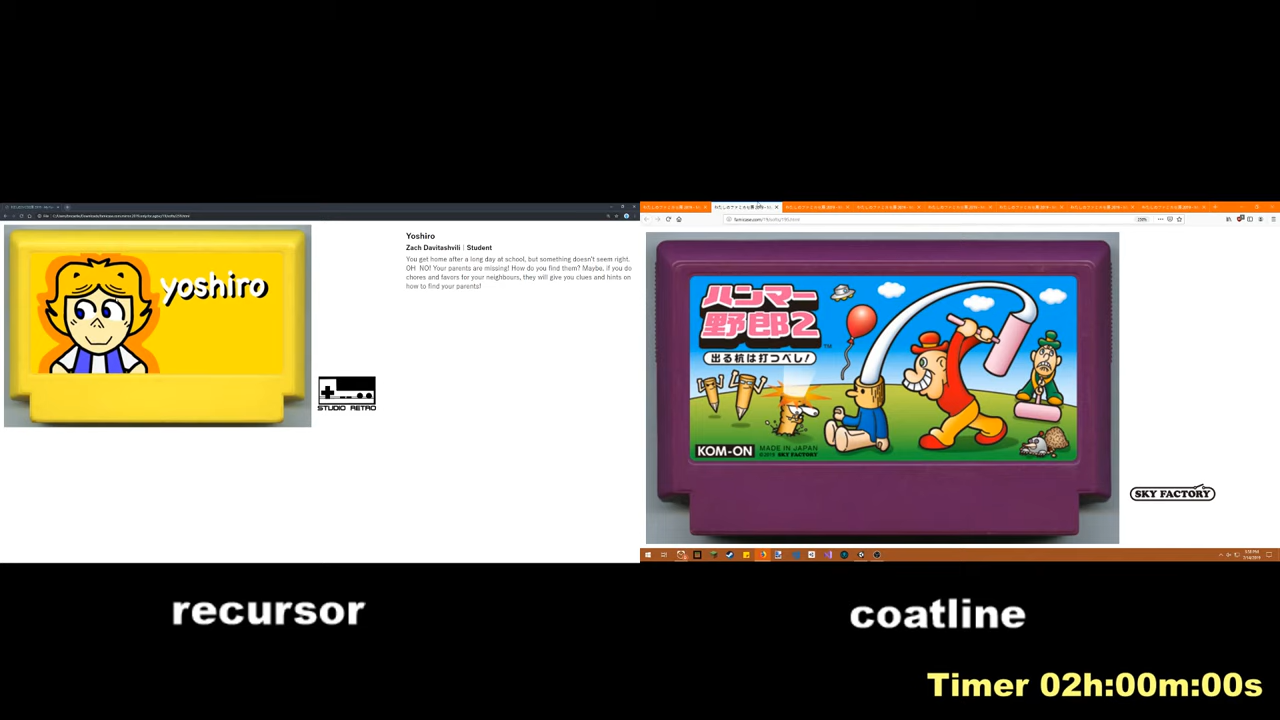 Yoshiro
Zach Davitashvili | Student
You get home after a long day at school, but something doesn't seem right.
OH NO! Your parents are missing! How do you find them? Maybe, if you do
chores and favors for your neighbours, they will give you clues and hints on
how to find your parents!
yoshiro
STUDIO RETRO
ハンマー
野郎2
TM
出る杭は打つべし!
KOM-ON
MADE IN JAPAN
©2019 SKY FACTORY
SKY FACTORY
recursor
coatline
Timer 02h:00m:00s